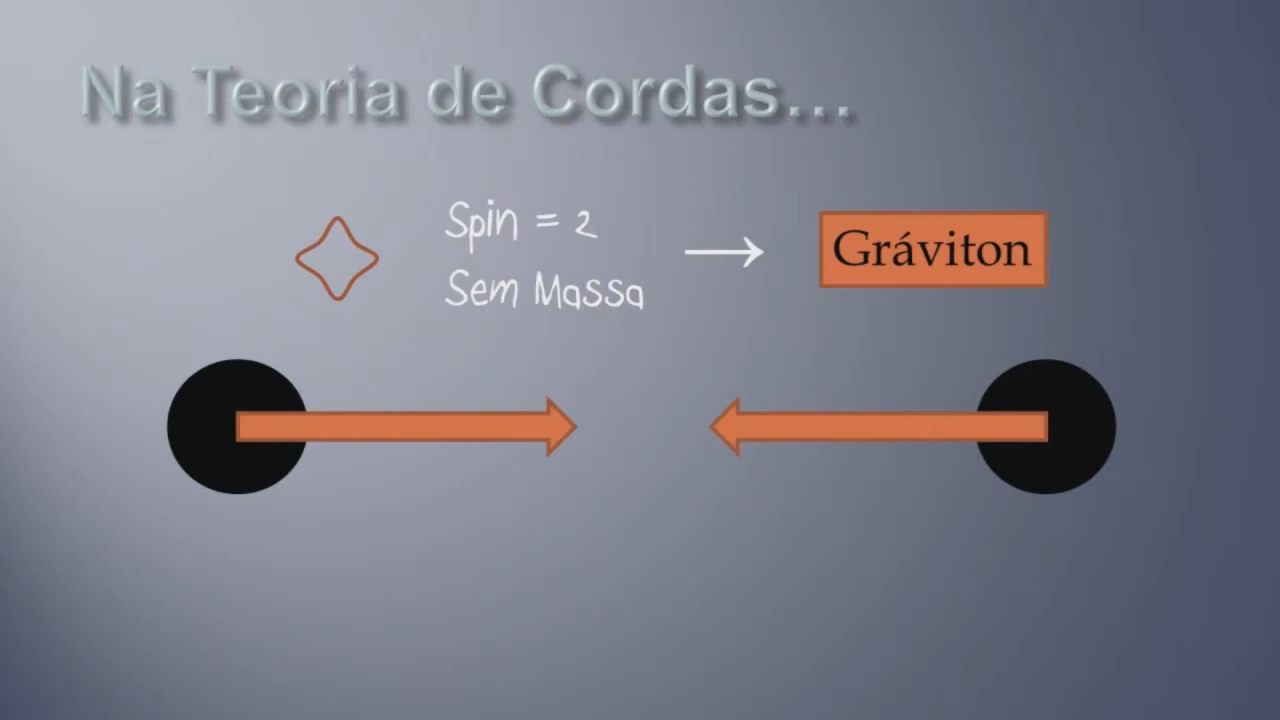 Na Teoria de Cordas...
Spin = 2
Sem Massa
→
Gráviton